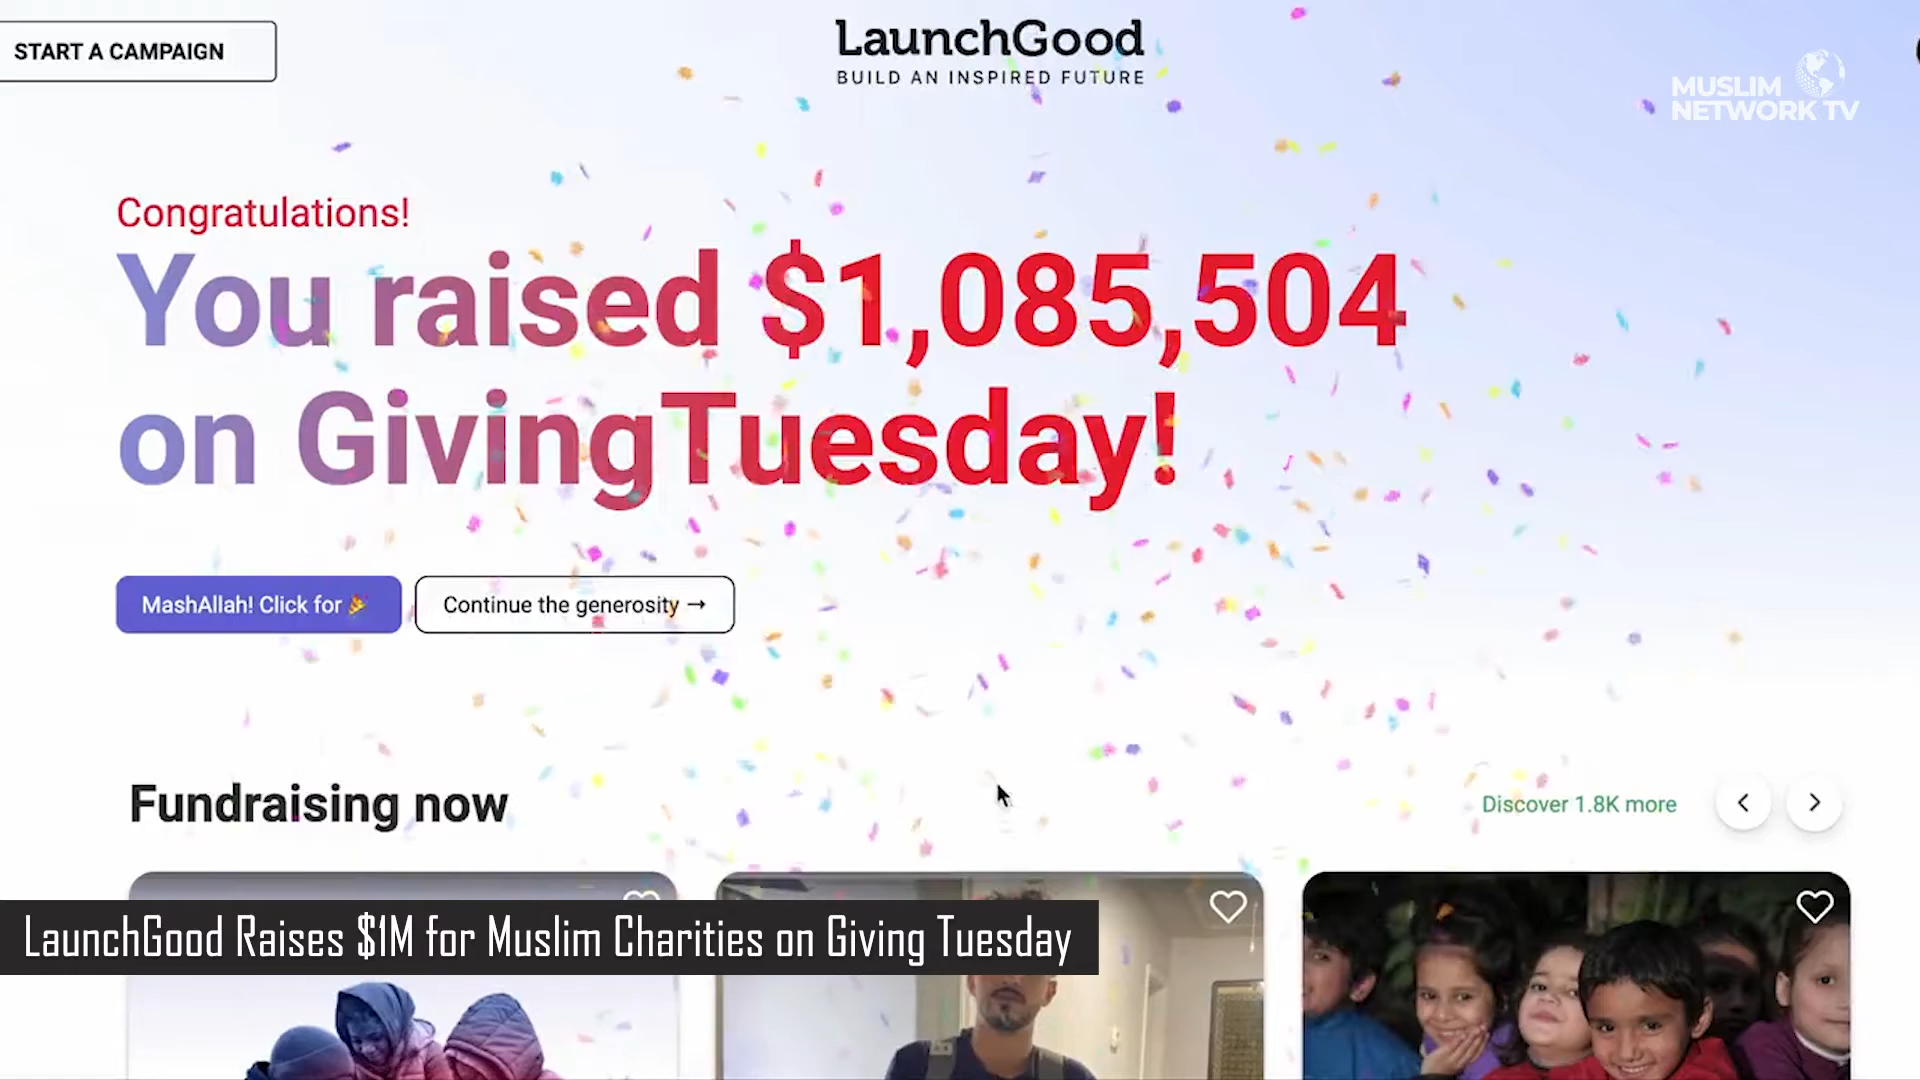 START A CAMPAIGN
LaunchGood
BUILD AN INSPIRED FUTURE
MUSLIM
NETWORK TV
Congratulations!
You raised $1,085,504
on GivingTuesday!
MashAllah! Click for 🎉
Continue the generosity →
Fundraising now
Discover 1.8K more
LaunchGood Raises $1M for Muslim Charities on Giving Tuesday